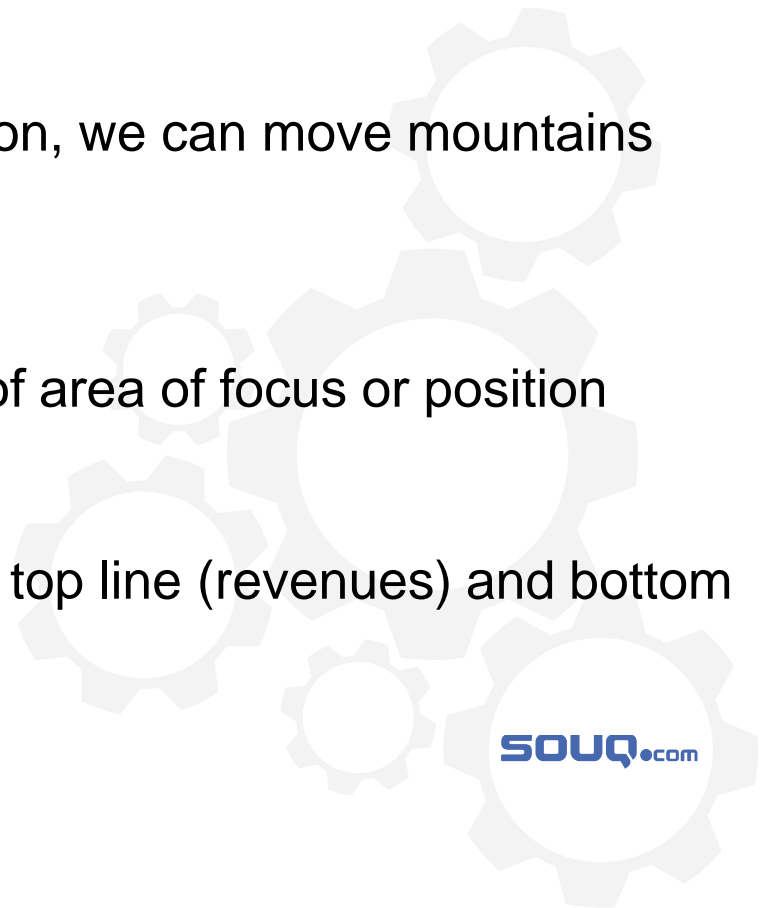 on, we can move mountains
of area of focus or position
top line (revenues) and bottom
SOUQ.com